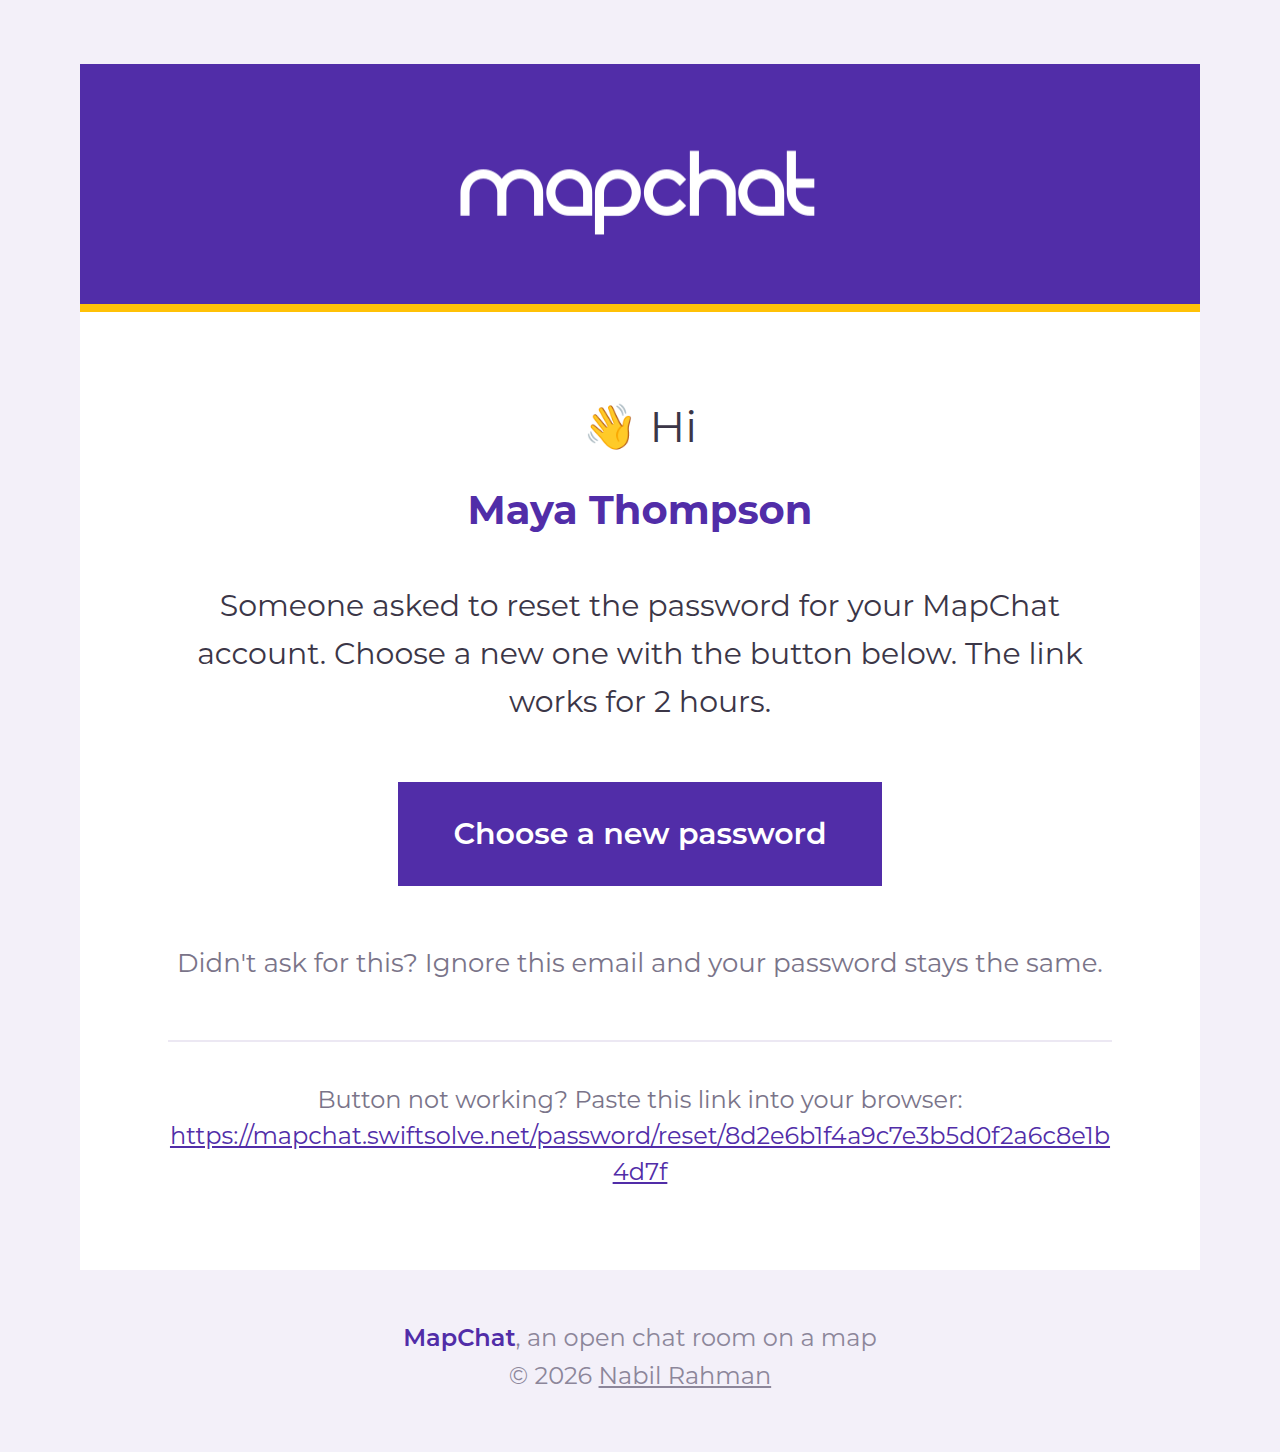 mapchat
👋 Hi
Maya Thompson
Someone asked to reset the password for your MapChat
account. Choose a new one with the button below. The link
works for 2 hours.
Choose a new password
Didn't ask for this? Ignore this email and your password stays the same.
Button not working? Paste this link into your browser:
https://mapchat.swiftsolve.net/password/reset/8d2e6b1f4a9c7e3b5d0f2a6c8e1b
4d7f
MapChat, an open chat room on a map
© 2026 Nabil Rahman